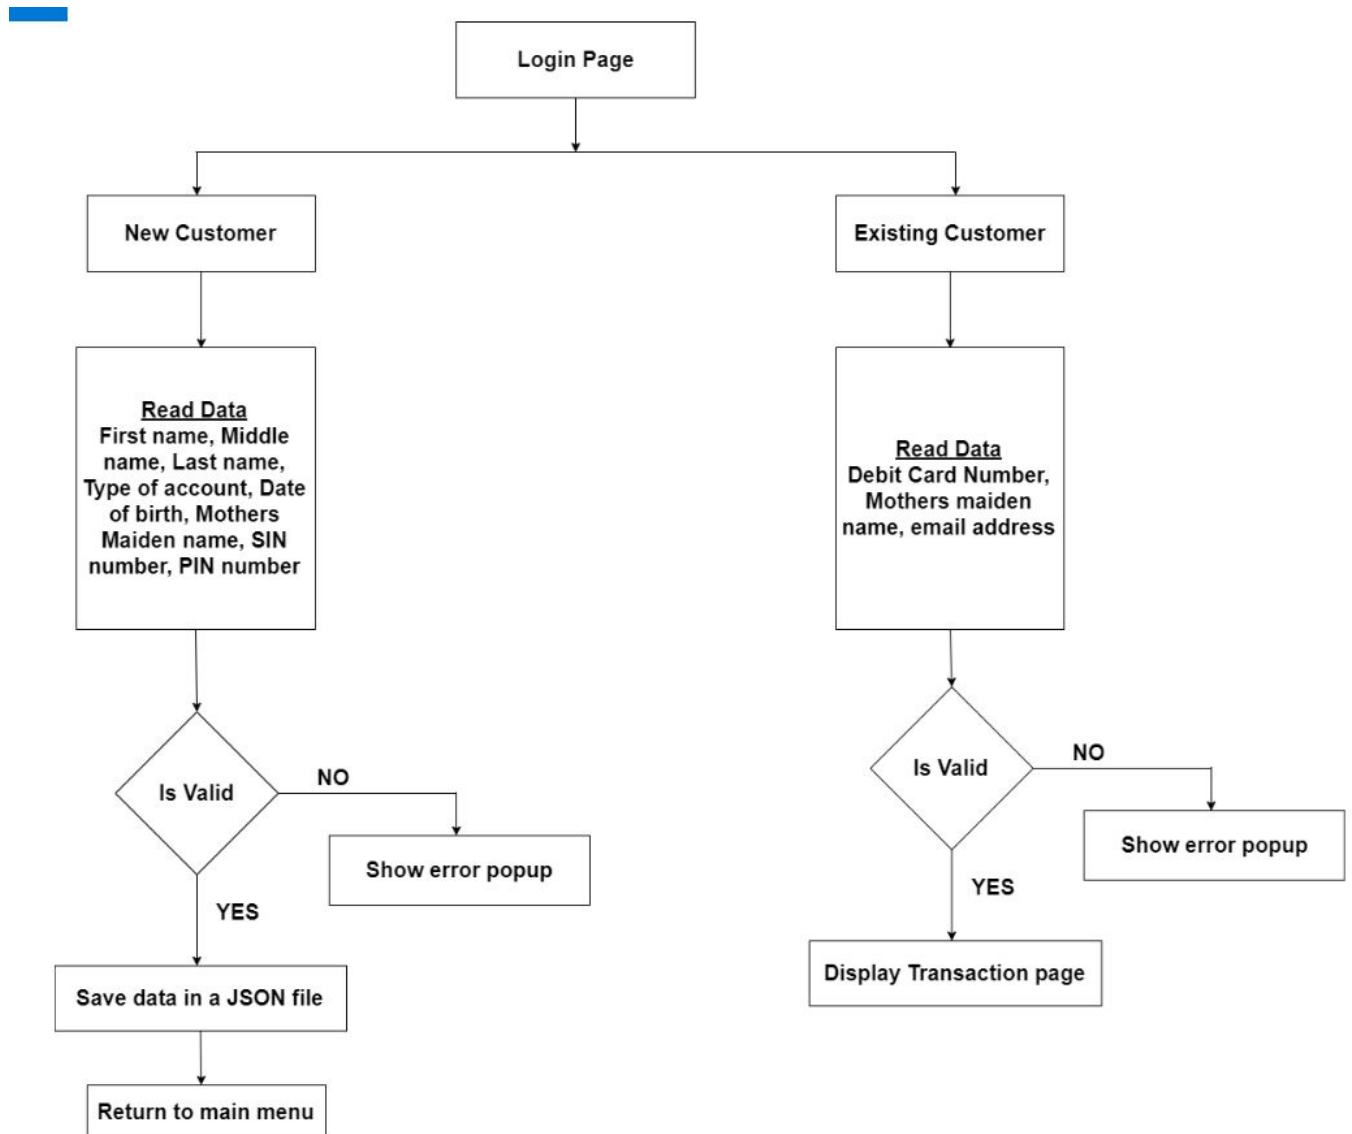 Login Page
New Customer
Existing Customer
Read Data
First name, Middle
name, Last name,
Type of account, Date
of birth, Mothers
Maiden name, SIN
number, PIN number
Read Data
Debit Card Number,
Mothers maiden
name, email address
Is Valid
NO
Show error popup
YES
Save data in a JSON file
Return to main menu
Is Valid
NO
Show error popup
YES
Display Transaction page